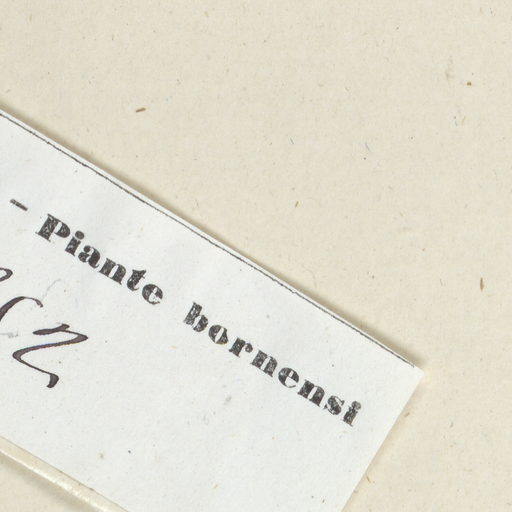 – Piante bornensi